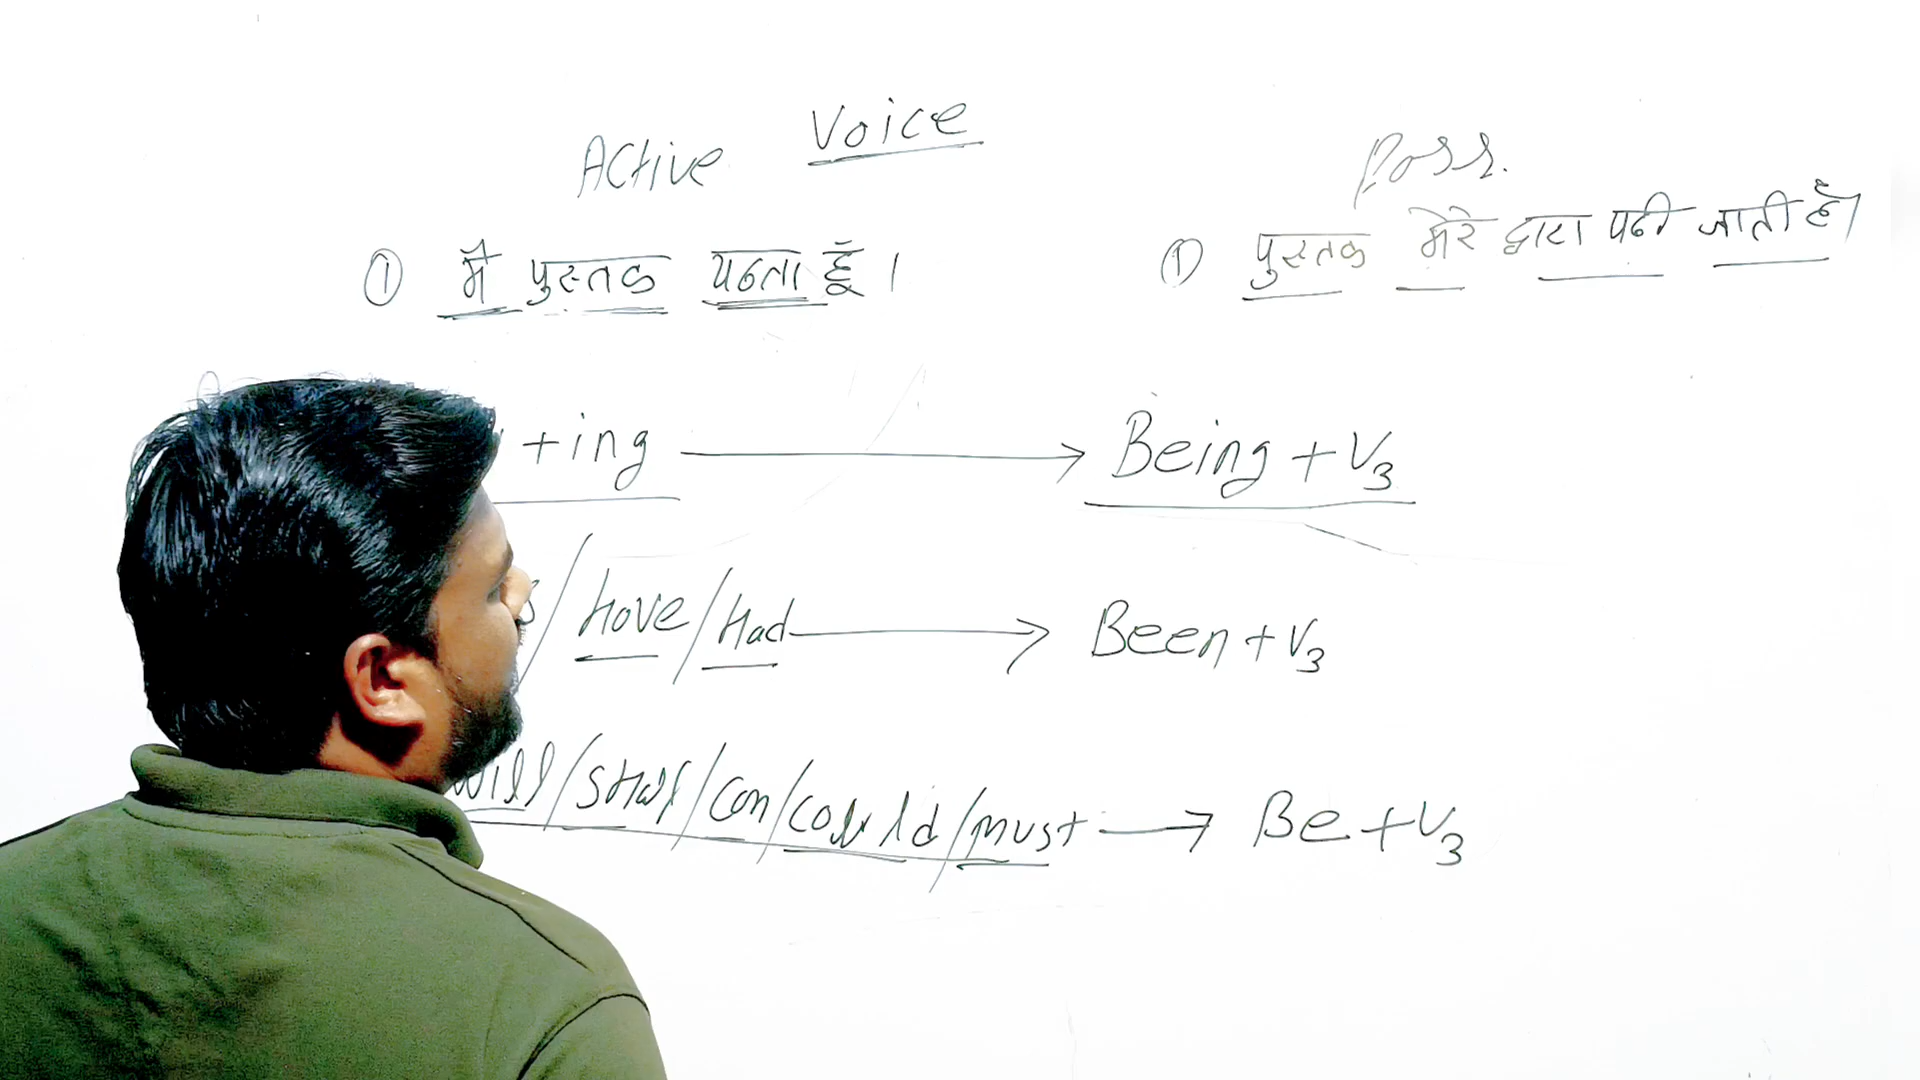 Voice
Active
Pass.
① मैं पुस्तक पढता हूँ।
① पुस्तक मेरे द्वारा पढी जाती है।
+ing → Being + V3
/ Have / Had → Been + V3
will / shall / can / could / must → Be + V3